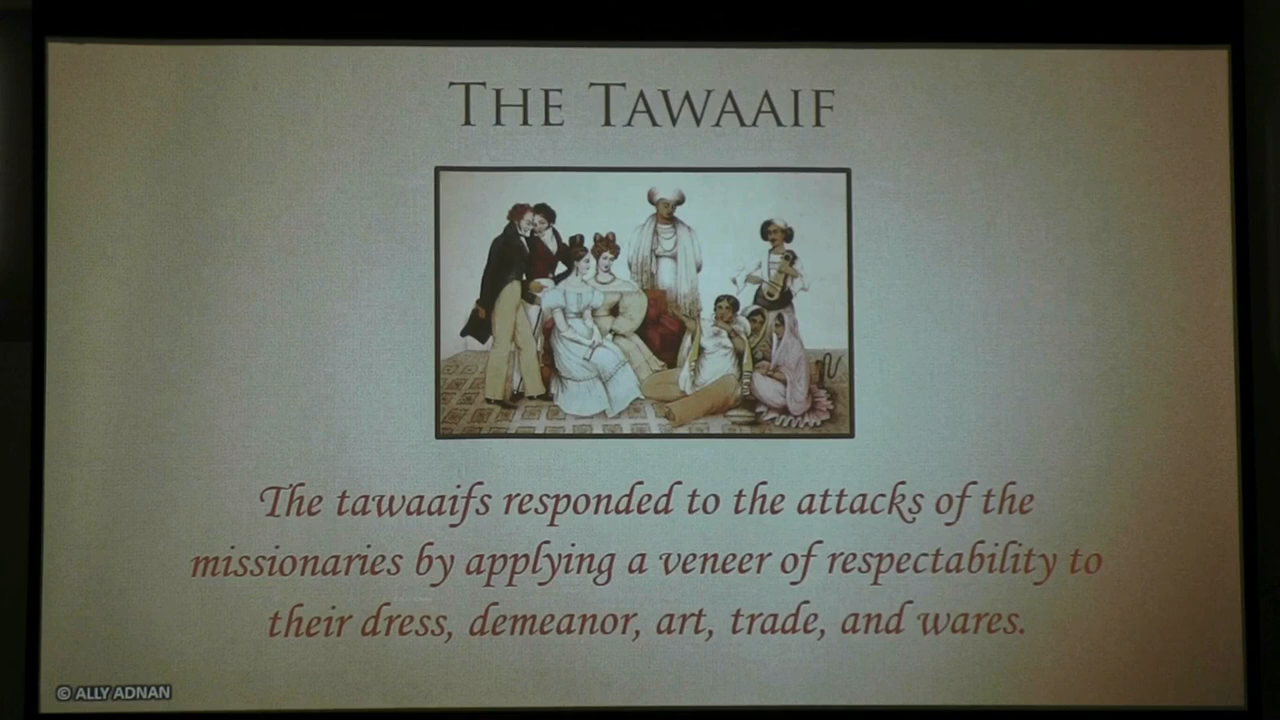 THE TAWAAIF
The tawaaifs responded to the attacks of the
missionaries by applying a veneer of respectability to
their dress, demeanor, art, trade, and wares.
© ALLY ADNAN